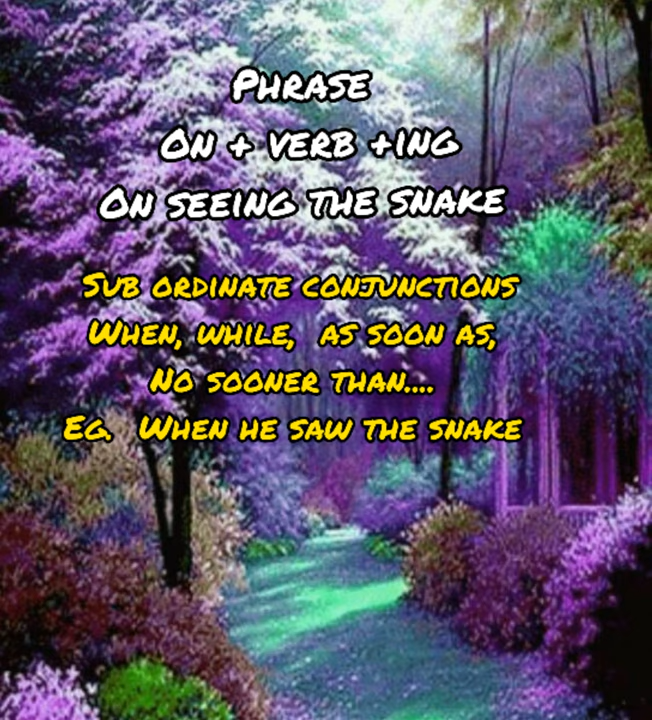 Phrase
On + verb +ing
On seeing the snake
Sub ordinate conjunctions
When, while, as soon as,
No sooner than....
Eg. When he saw the snake